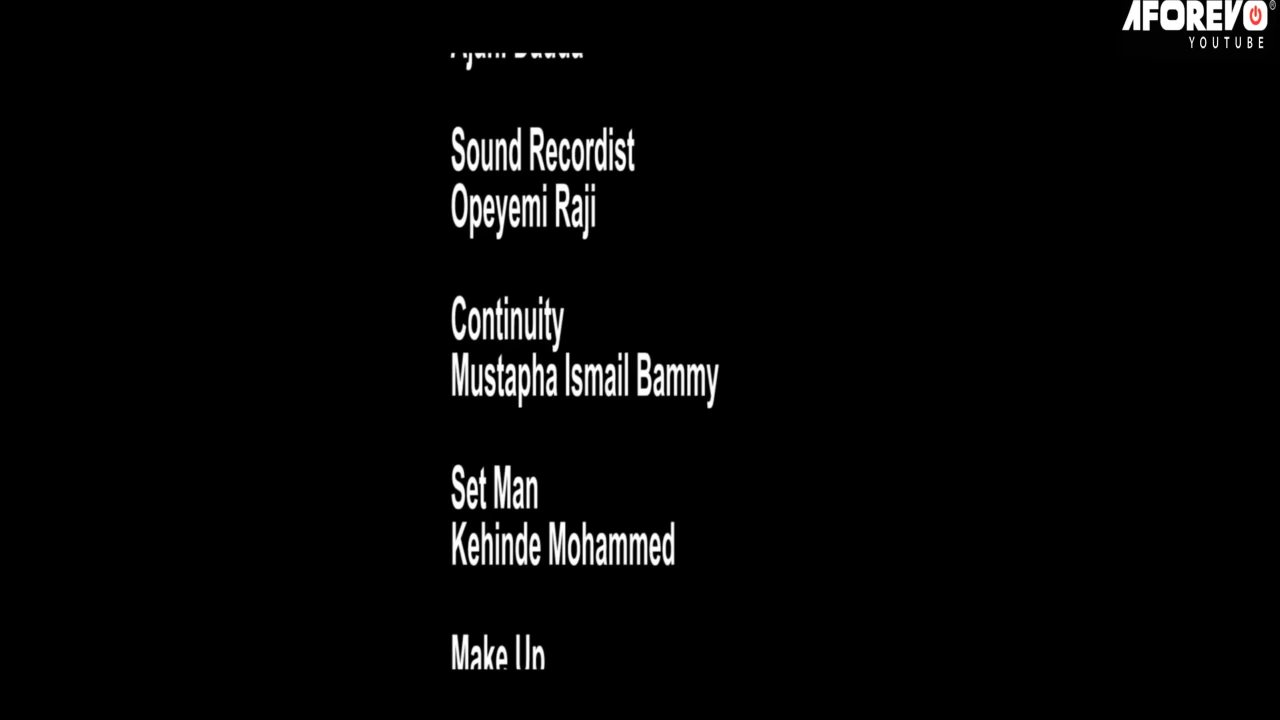 AFOREVO®
YOUTUBE
Sound Recordist
Opeyemi Raji
Continuity
Mustapha Ismail Bammy
Set Man
Kehinde Mohammed
Make Up